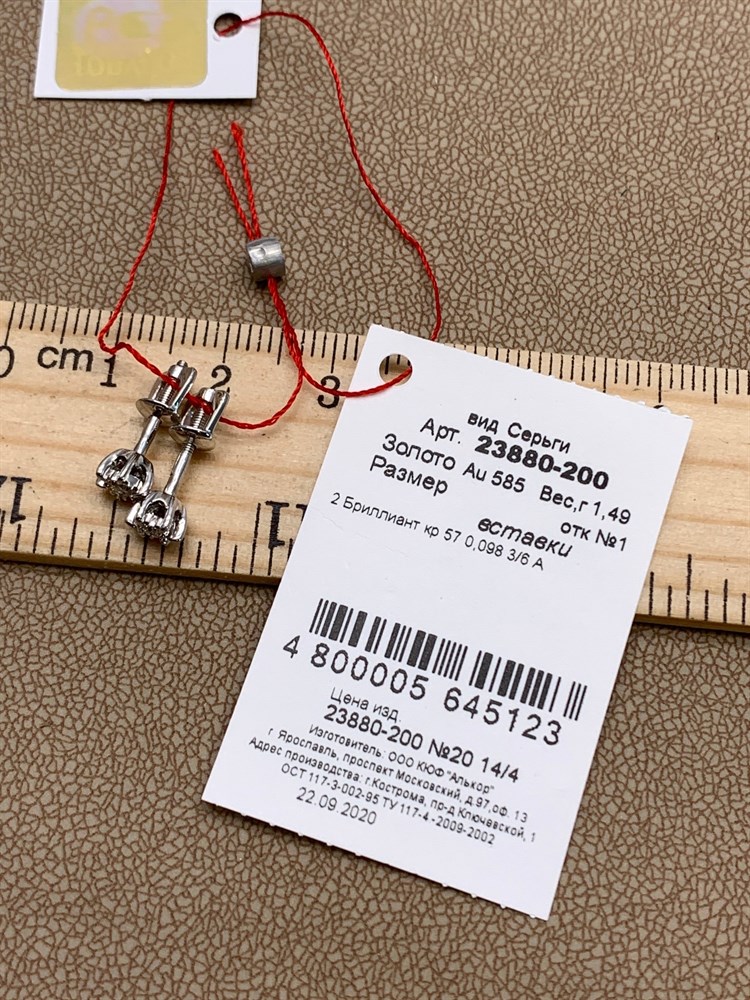 0 cm 1 2 3
12 11
вид Серьги
Арт. 23880-200
Золото Au 585 Вес,г 1,49
Размер отк №1
вставки
2 Бриллиант кр 57 0,098 3/6 А
4 800005 645123
Цена изд.
23880-200 №20 14/4
Изготовитель: ООО КЮФ "Алькор"
г Ярославль, проспект Московский, д.97,оф. 13
Адрес производства: г.Кострома, пр-д Ключевской, 1
ОСТ 117-3-002-95 ТУ 117-4-2009-2002
22.09.2020